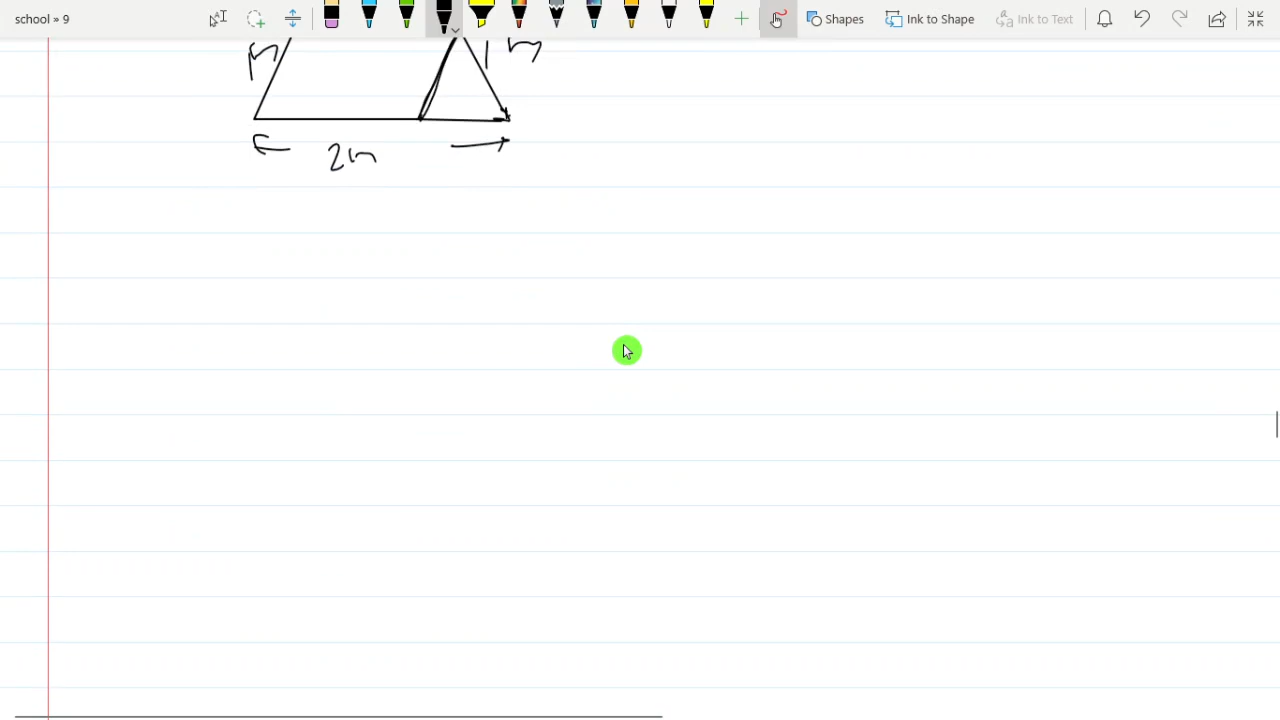 school » 9
Shapes
Ink to Shape
Ink to Text
1m
1m
2m